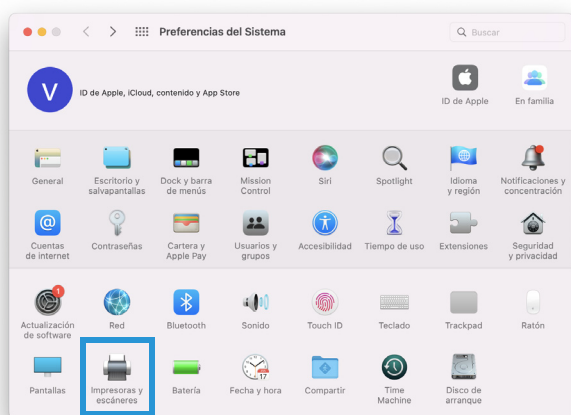 Preferencias del Sistema
Buscar
V
ID de Apple, iCloud, contenido y App Store
ID de Apple
En familia
General
Escritorio y
salvapantallas
Dock y barra
de menús
Mission
Control
Siri
Spotlight
Idioma
y región
Notificaciones y
concentración
Cuentas
de internet
Contraseñas
Cartera y
Apple Pay
Usuarios y
grupos
Accesibilidad
Tiempo de uso
Extensiones
Seguridad
y privacidad
1
Actualización
de software
Red
Bluetooth
Sonido
Touch ID
Teclado
Trackpad
Ratón
17
Pantallas
Impresoras y
escáneres
Batería
Fecha y hora
Compartir
Time
Machine
Disco de
arranque